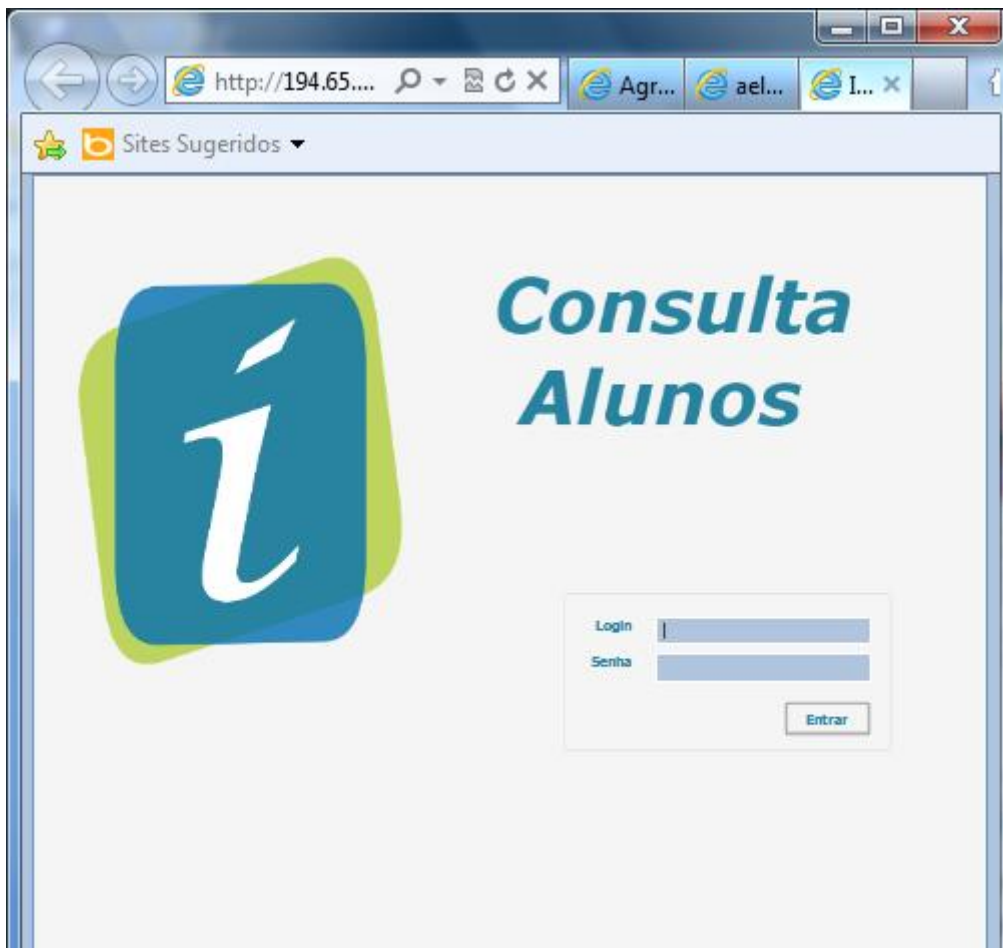 http://194.65....
Agr...
ael...
I...
Sites Sugeridos
i
Consulta
Alunos
Login
Senha
Entrar